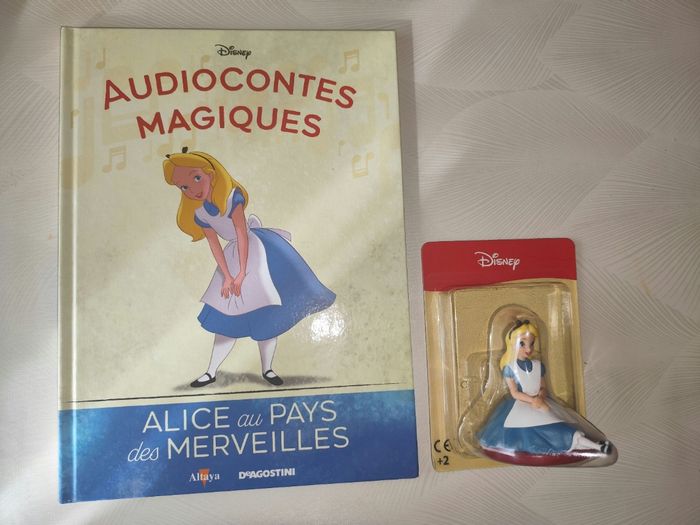 Disney
AUDIOCONTES
MAGIQUES
ALICE au PAYS
des MERVEILLES
Altaya DeAGOSTINI
Disney
CE
+2